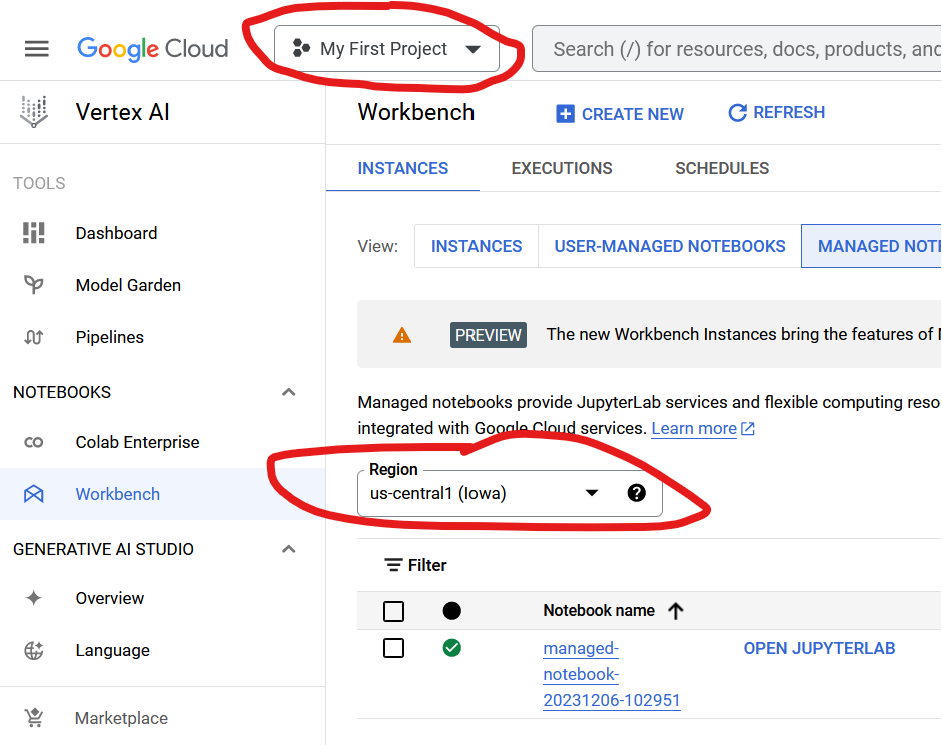 Google Cloud
My First Project
Search (/) for resources, docs, products, and
Vertex AI
Workbench
CREATE NEW
REFRESH
TOOLS
INSTANCES
EXECUTIONS
SCHEDULES
Dashboard
View:
INSTANCES
USER-MANAGED NOTEBOOKS
MANAGED NOTE
Model Garden
Pipelines
PREVIEW
The new Workbench Instances bring the features of
NOTEBOOKS
Managed notebooks provide JupyterLab services and flexible computing reso
integrated with Google Cloud services. Learn more
Colab Enterprise
Region
us-central1 (Iowa)
Workbench
GENERATIVE AI STUDIO
Filter
Overview
Notebook name
Language
managed-
notebook-
20231206-102951
OPEN JUPYTERLAB
Marketplace